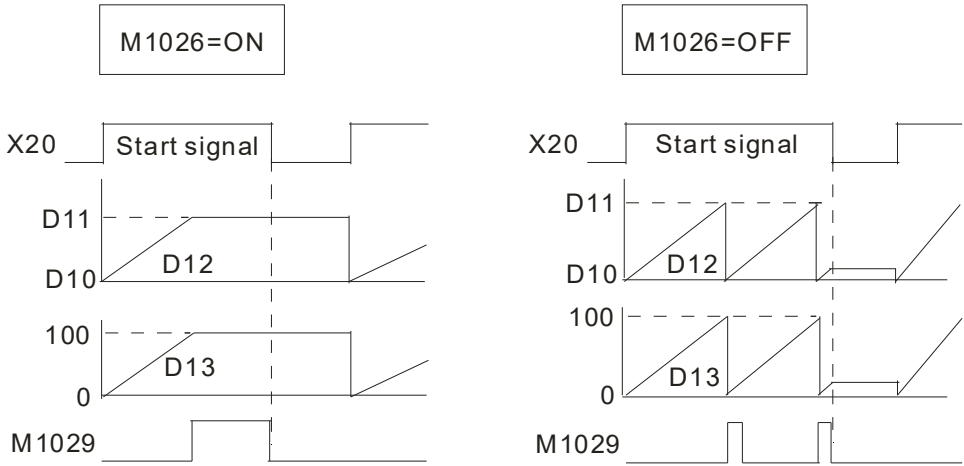 M1026=ON
X20
Start signal
D11
D12
D10
100
D13
0
M1029
M1026=OFF
X20
Start signal
D11
D12
D10
100
D13
0
M1029